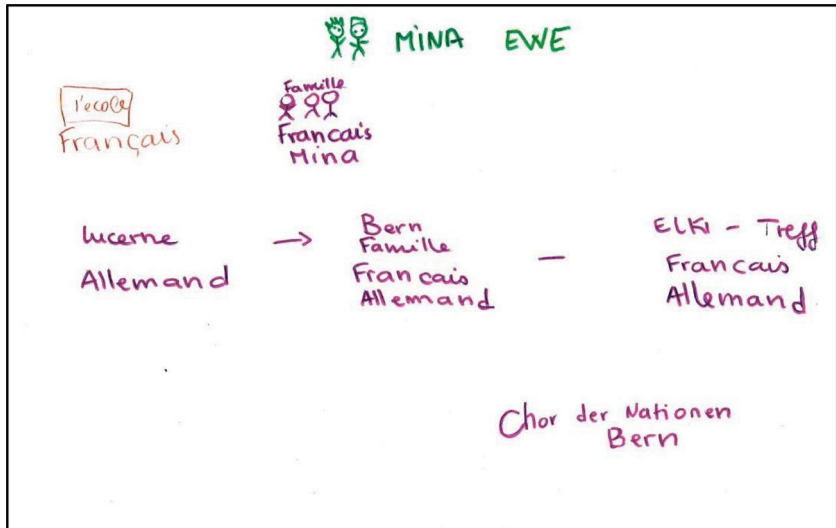 MINA EWE
l'ecole
Français
Famille
Francais
Mina
lucerne
Allemand
→
Bern
Famille
Francais
Allemand
—
ELKI - Treff
Francais
Allemand
Chor der Nationen
Bern